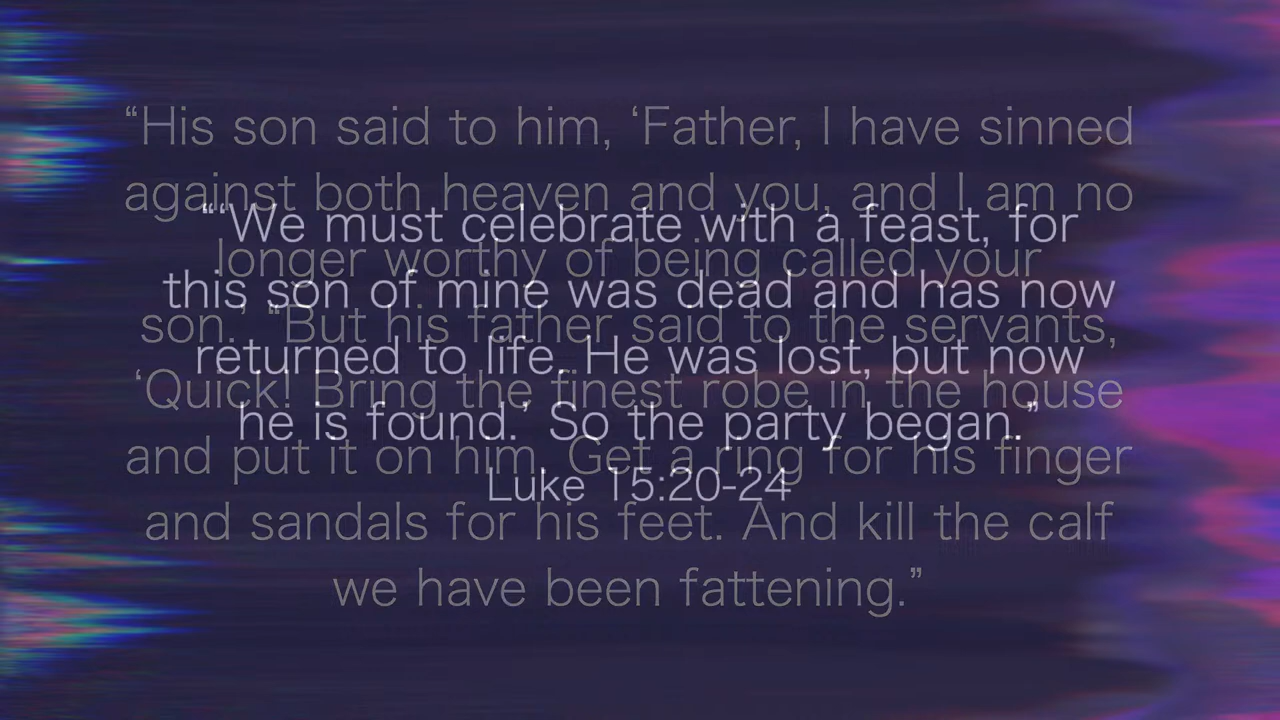 “His son said to him, ‘Father, I have sinned
against both heaven and you, and I am no
longer worthy of being called your
son.’ “But his father said to the servants,
‘Quick! Bring the finest robe in the house
and put it on him. Get a ring for his finger
and sandals for his feet. And kill the calf
we have been fattening.”
“‘We must celebrate with a feast, for
this son of mine was dead and has now
returned to life. He was lost, but now
he is found.’ So the party began.”
Luke 15:20-24